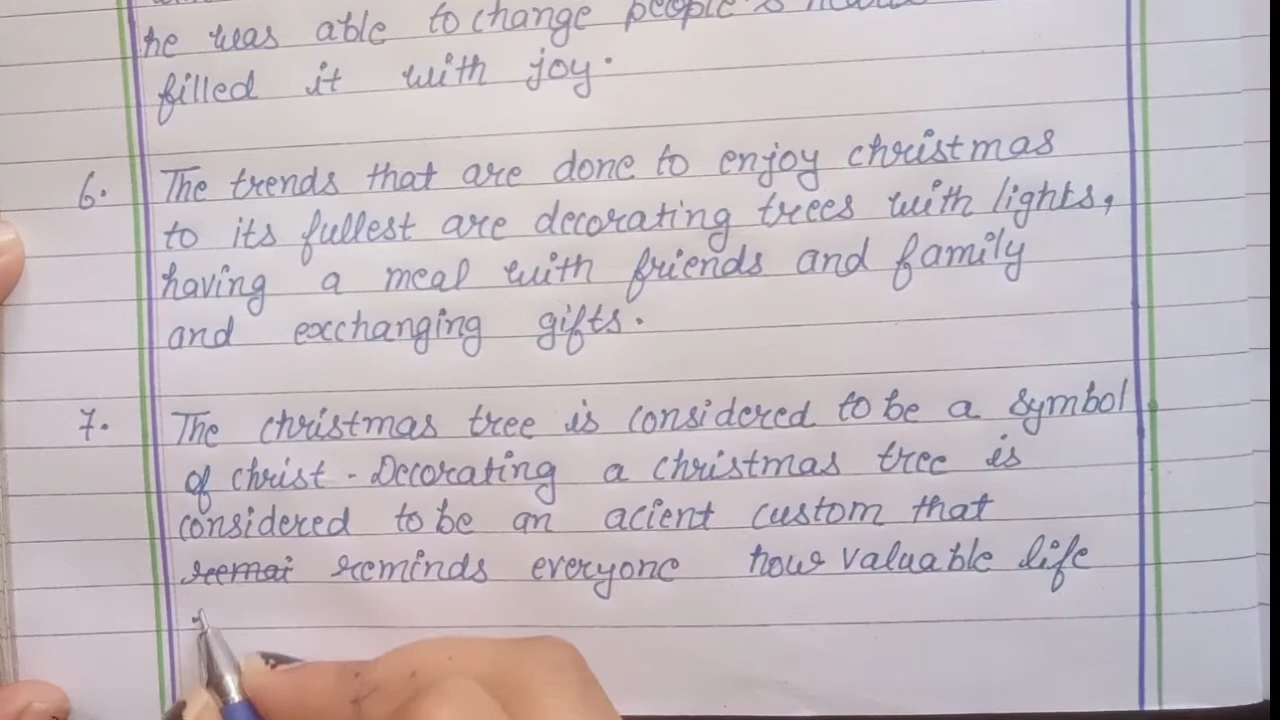 he was able to change people's
filled it with joy.
6. The trends that are done to enjoy christmas
to its fullest are decorating trees with lights,
having a meal with friends and family
and exchanging gifts.
7. The christmas tree is considered to be a symbol
of christ - Decorating a christmas tree is
considered to be an acient custom that
reemai reminds everyone how valuable life